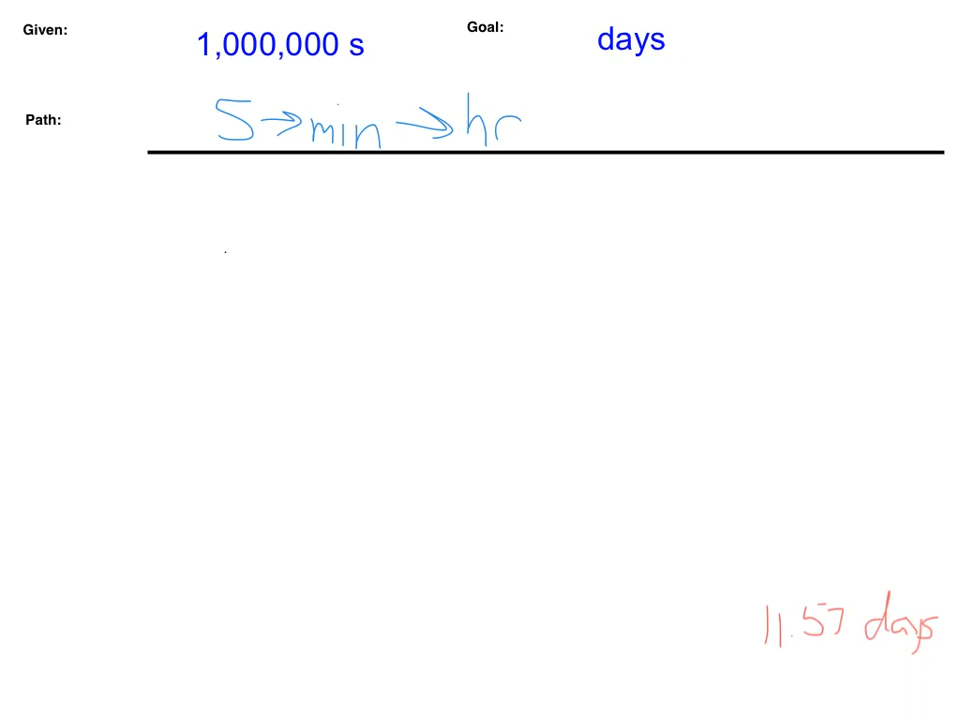 Given: 1,000,000 s Goal: days
Path: S → min → hr
11.57 days